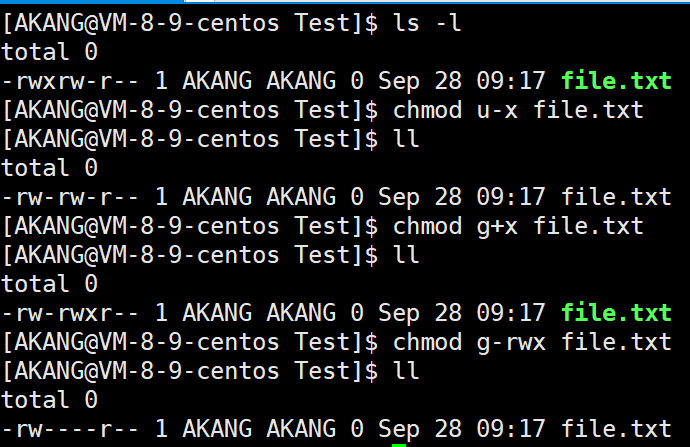 [AKANG@VM-8-9-centos Test]$ ls -l
total 0
-rwxrw-r-- 1 AKANG AKANG 0 Sep 28 09:17 file.txt
[AKANG@VM-8-9-centos Test]$ chmod u-x file.txt
[AKANG@VM-8-9-centos Test]$ ll
total 0
-rw-rw-r-- 1 AKANG AKANG 0 Sep 28 09:17 file.txt
[AKANG@VM-8-9-centos Test]$ chmod g+x file.txt
[AKANG@VM-8-9-centos Test]$ ll
total 0
-rw-rwxr-- 1 AKANG AKANG 0 Sep 28 09:17 file.txt
[AKANG@VM-8-9-centos Test]$ chmod g-rwx file.txt
[AKANG@VM-8-9-centos Test]$ ll
total 0
-rw----r-- 1 AKANG AKANG 0 Sep 28 09:17 file.txt